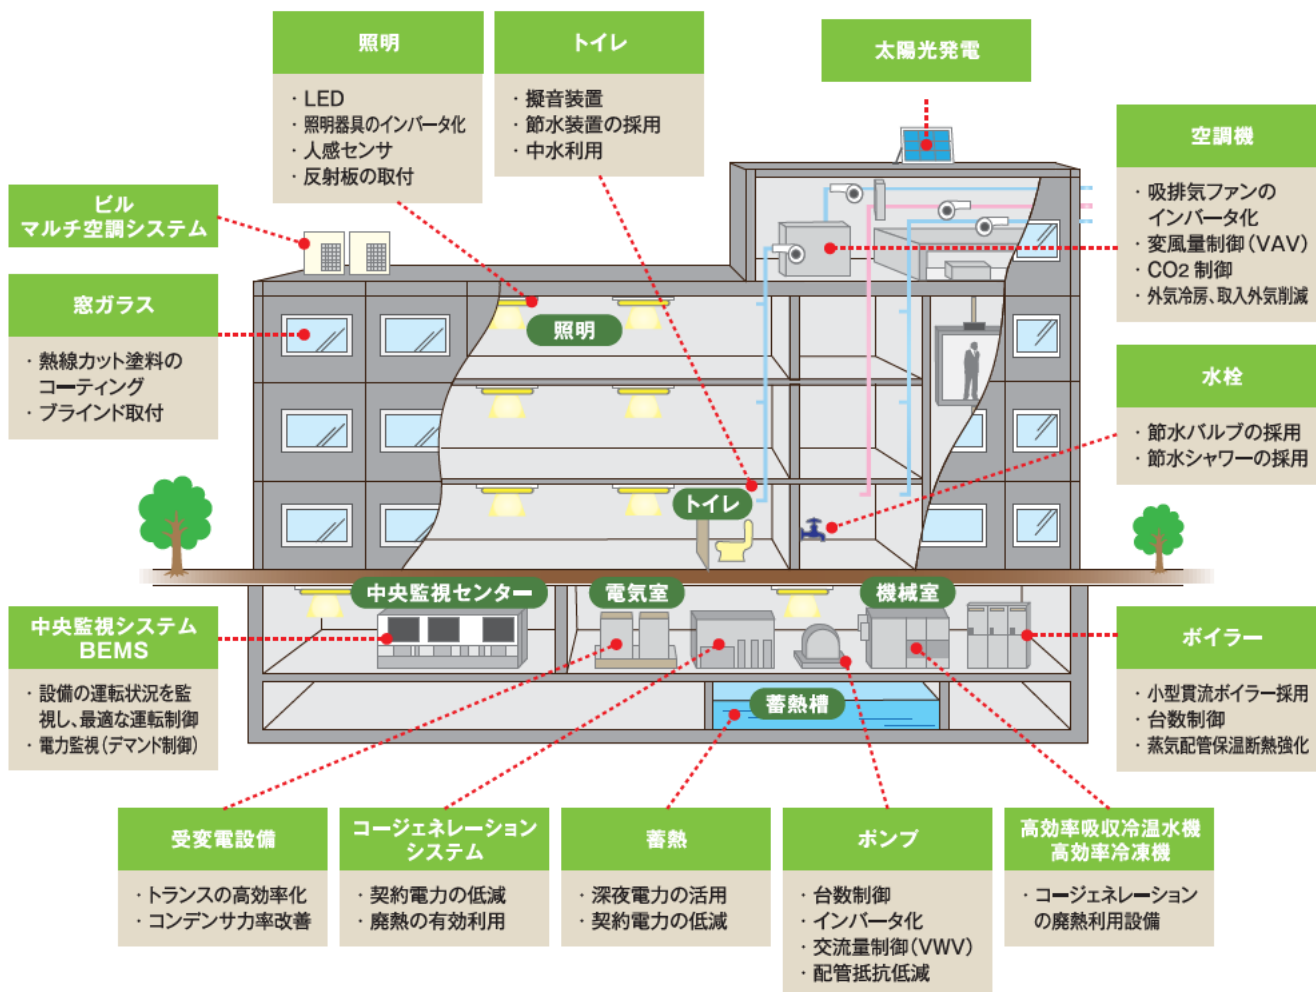 照明
・LED
・照明器具のインバータ化
・人感センサ
・反射板の取付
トイレ
・擬音装置
・節水装置の採用
・中水利用
太陽光発電
空調機
・吸排気ファンの
インバータ化
・変風量制御(VAV)
・CO2 制御
・外気冷房、取入外気削減
ビル
マルチ空調システム
窓ガラス
・熱線カット塗料の
コーティング
・ブラインド取付
水栓
・節水バルブの採用
・節水シャワーの採用
照明
トイレ
中央監視センター
電気室
機械室
蓄熱槽
中央監視システム
BEMS
・設備の運転状況を監
視し、最適な運転制御
・電力監視(デマンド制御)
ボイラー
・小型貫流ボイラー採用
・台数制御
・蒸気配管保温断熱強化
受変電設備
・トランスの高効率化
・コンデンサ力率改善
コージェネレーション
システム
・契約電力の低減
・廃熱の有効利用
蓄熱
・深夜電力の活用
・契約電力の低減
ポンプ
・台数制御
・インバータ化
・交流量制御(VWV)
・配管抵抗低減
高効率吸収冷温水機
高効率冷凍機
・コージェネレーション
の廃熱利用設備